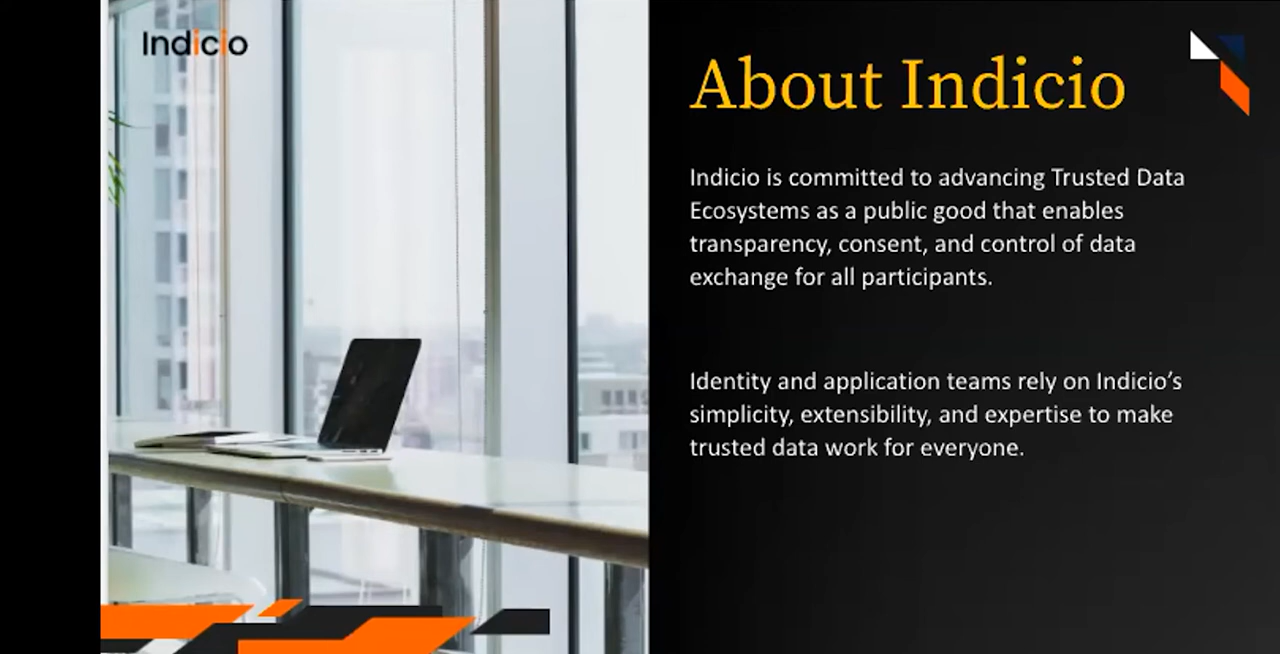 Indicio
About Indicio
Indicio is committed to advancing Trusted Data
Ecosystems as a public good that enables
transparency, consent, and control of data
exchange for all participants.
Identity and application teams rely on Indicio’s
simplicity, extensibility, and expertise to make
trusted data work for everyone.